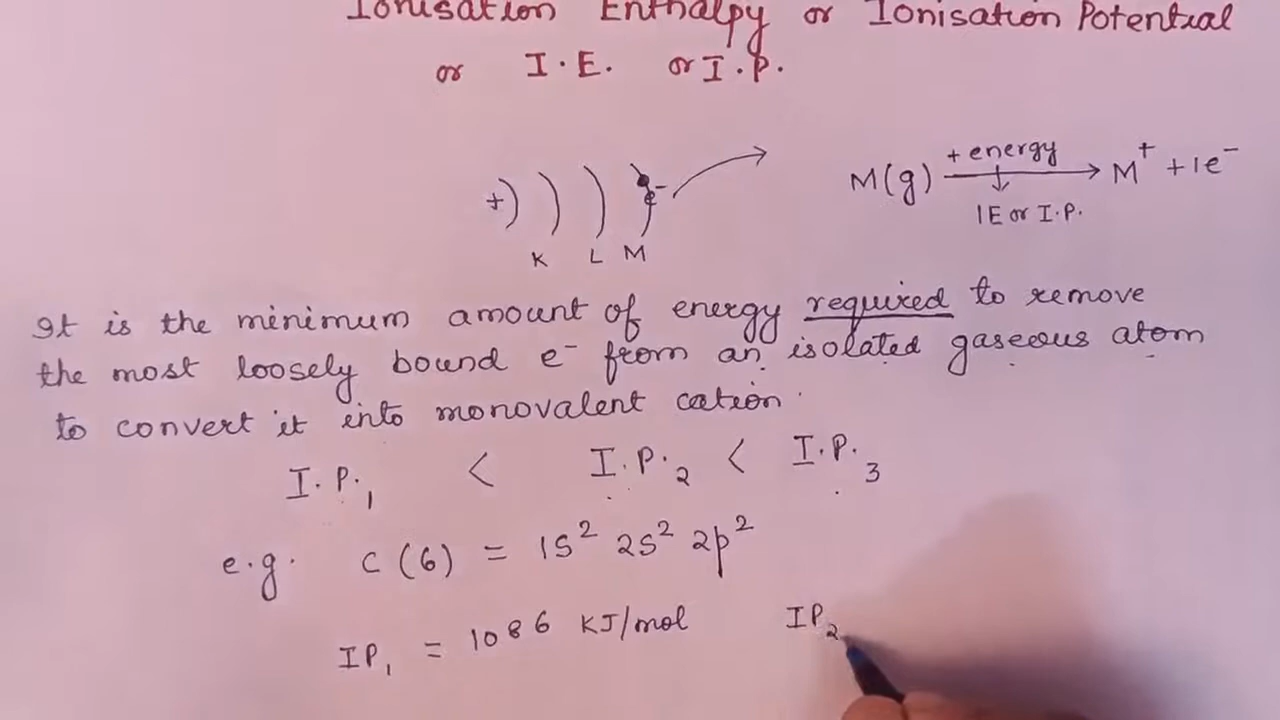 Ionisation Enthalpy or Ionisation Potential
or I.E. or I.P.
+) K L M e⁻
M(g) + energy → M⁺ + 1e⁻
IE or I.P.
It is the minimum amount of energy required to remove
the most loosely bound e⁻ from an isolated gaseous atom
to convert it into monovalent cation.
I.P.₁ < I.P.₂ < I.P.₃
e.g. C (6) = 1S² 2S² 2p²
IP₁ = 1086 KJ/mol IP₂